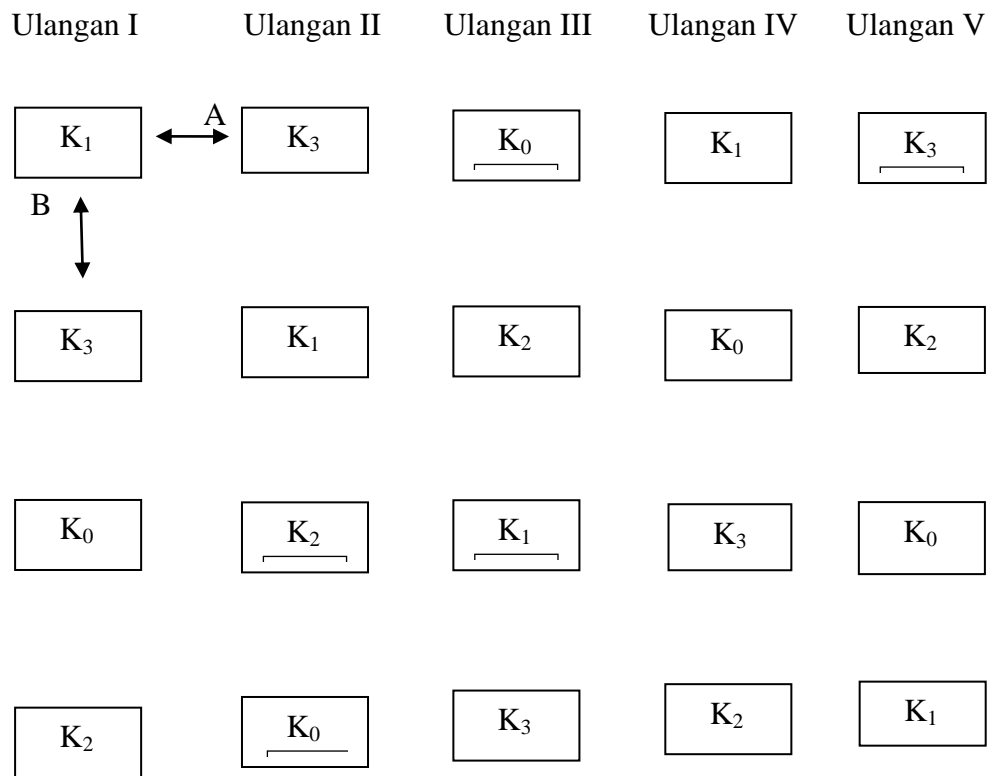 Ulangan I Ulangan II Ulangan III Ulangan IV Ulangan V
K₁ A K₃ K₀ K₁ K₃
B
K₃ K₁ K₂ K₀ K₂
K₀ K₂ K₁ K₃ K₀
K₂ K₀ K₃ K₂ K₁